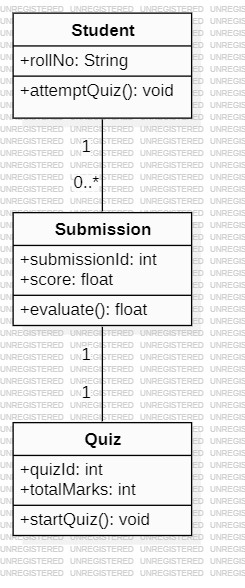 Student
+rollNo: String
+attemptQuiz(): void
1
0..*
Submission
+submissionId: int
+score: float
+evaluate(): float
1
1
Quiz
+quizId: int
+totalMarks: int
+startQuiz(): void